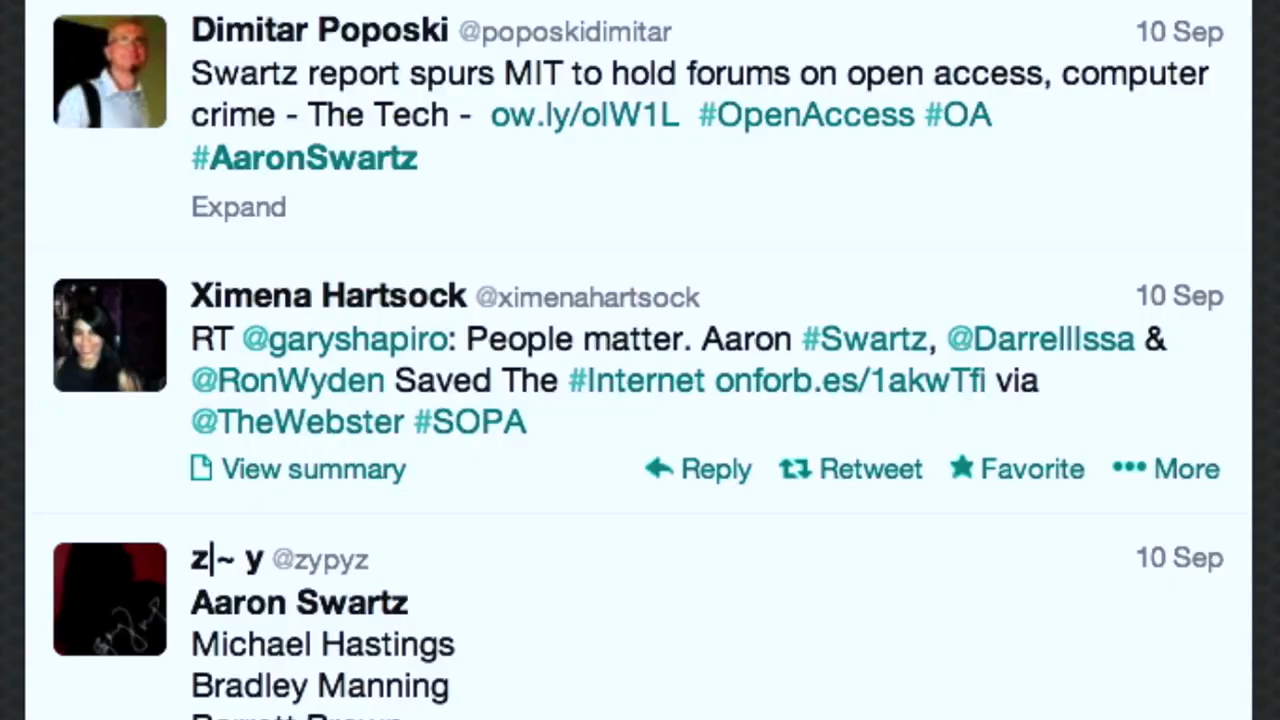 Dimitar Poposki @poposkidimitar 10 Sep
Swartz report spurs MIT to hold forums on open access, computer
crime - The Tech - ow.ly/olW1L #OpenAccess #OA
#AaronSwartz
Expand
Ximena Hartsock @ximenahartsock 10 Sep
RT @garyshapiro: People matter. Aaron #Swartz, @DarrellIssa &
@RonWyden Saved The #Internet onforb.es/1akwTfi via
@TheWebster #SOPA
View summary Reply Retweet Favorite More
z|~ y @zypyz 10 Sep
Aaron Swartz
Michael Hastings
Bradley Manning